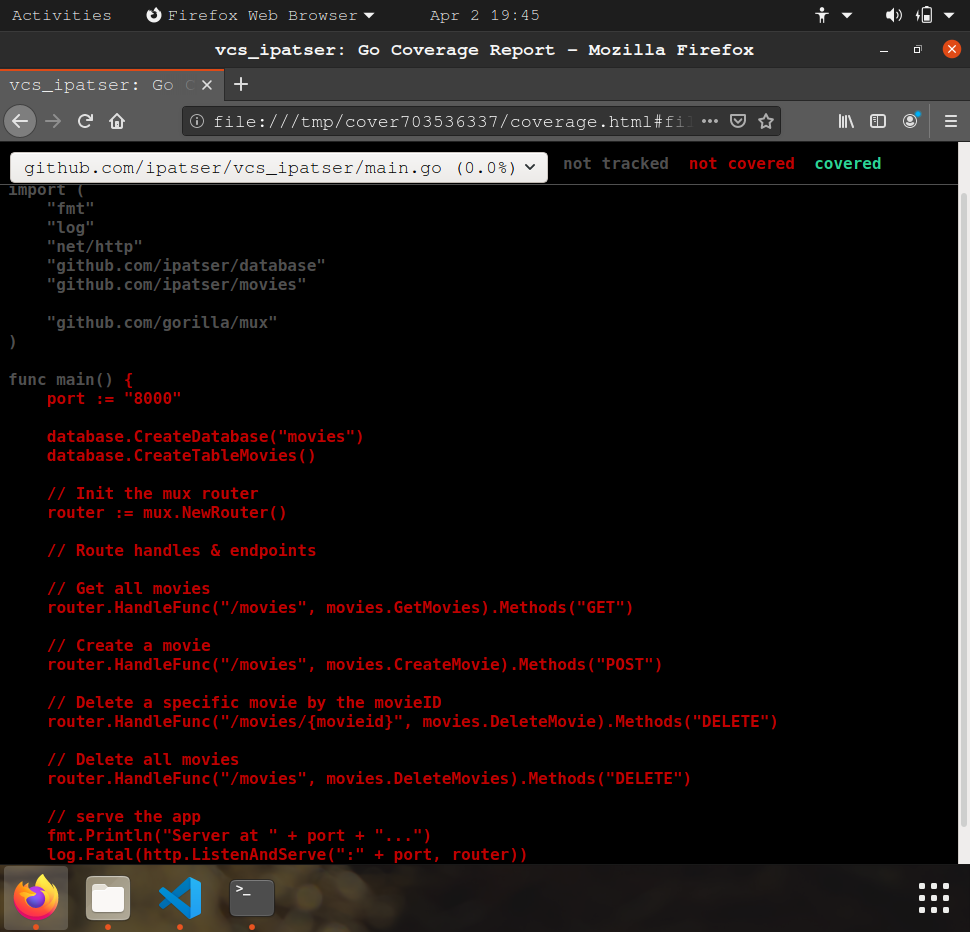 Activities
Firefox Web Browser
Apr 2 19:45
vcs_ipatser: Go Coverage Report - Mozilla Firefox
vcs_ipatser: Go
file:///tmp/cover703536337/coverage.html#fi
github.com/ipatser/vcs_ipatser/main.go (0.0%)
not tracked not covered covered
import (
"fmt"
"log"
"net/http"
"github.com/ipatser/database"
"github.com/ipatser/movies"
"github.com/gorilla/mux"
)
func main() {
port := "8000"
database.CreateDatabase("movies")
database.CreateTableMovies()
// Init the mux router
router := mux.NewRouter()
// Route handles & endpoints
// Get all movies
router.HandleFunc("/movies", movies.GetMovies).Methods("GET")
// Create a movie
router.HandleFunc("/movies", movies.CreateMovie).Methods("POST")
// Delete a specific movie by the movieID
router.HandleFunc("/movies/{movieid}", movies.DeleteMovie).Methods("DELETE")
// Delete all movies
router.HandleFunc("/movies", movies.DeleteMovies).Methods("DELETE")
// serve the app
fmt.Println("Server at " + port + "...")
log.Fatal(http.ListenAndServe(":" + port, router))